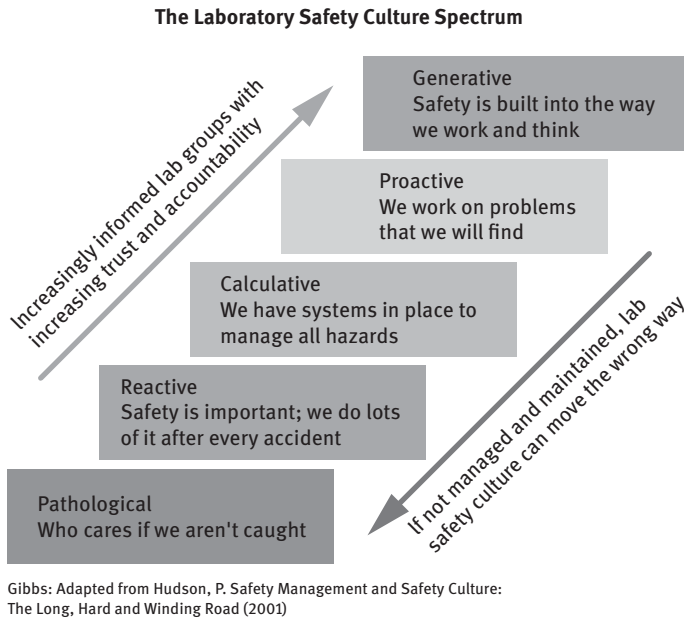 The Laboratory Safety Culture Spectrum
Increasingly informed lab groups with
increasing trust and accountability
Generative
Safety is built into the way
we work and think
Proactive
We work on problems
that we will find
Calculative
We have systems in place to
manage all hazards
Reactive
Safety is important; we do lots
of it after every accident
Pathological
Who cares if we aren't caught
If not managed and maintained, lab
safety culture can move the wrong way
Gibbs: Adapted from Hudson, P. Safety Management and Safety Culture:
The Long, Hard and Winding Road (2001)